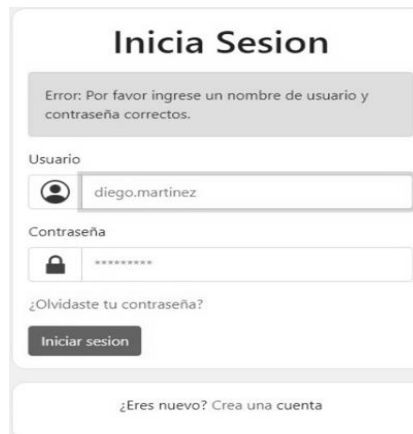 Inicia Sesion
Error: Por favor ingrese un nombre de usuario y
contraseña correctos.
Usuario
diego.martinez
Contraseña
*********
¿Olvidaste tu contraseña?
Iniciar sesion
¿Eres nuevo? Crea una cuenta